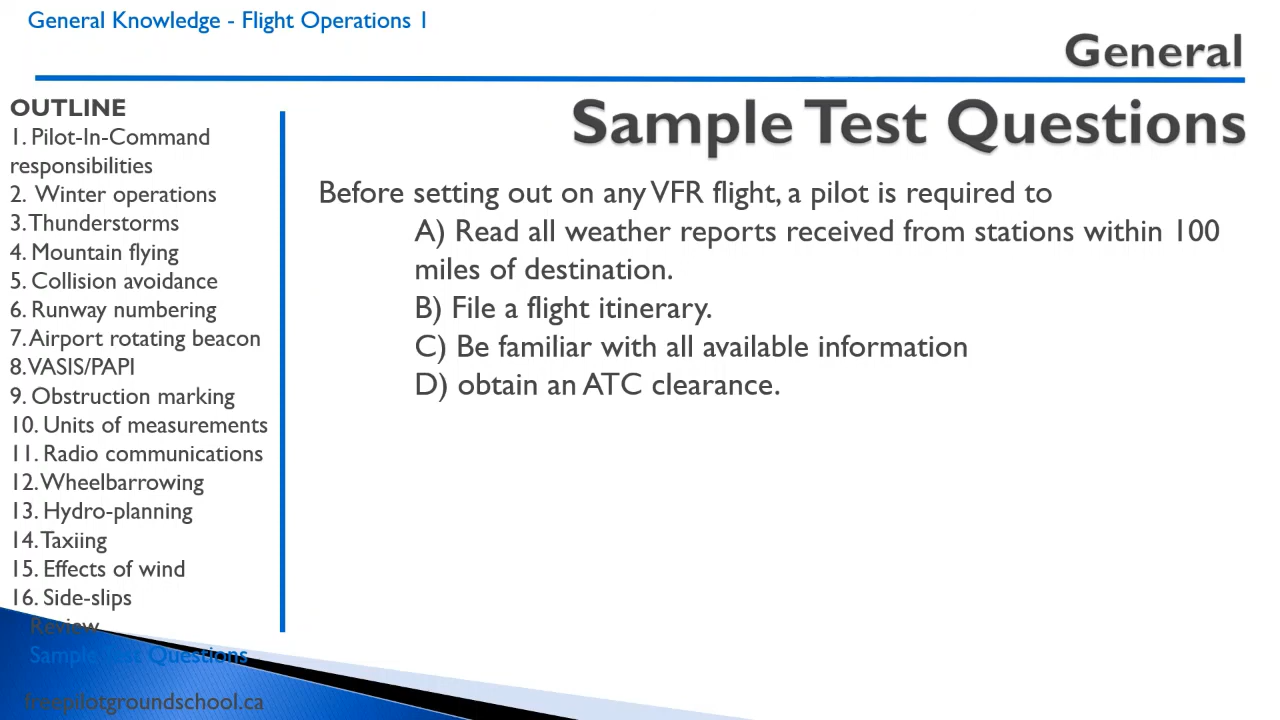 General Knowledge - Flight Operations 1
General
OUTLINE
1. Pilot-In-Command
responsibilities
2. Winter operations
3. Thunderstorms
4. Mountain flying
5. Collision avoidance
6. Runway numbering
7. Airport rotating beacon
8. VASIS/PAPI
9. Obstruction marking
10. Units of measurements
11. Radio communications
12. Wheelbarrowing
13. Hydro-planning
14. Taxiing
15. Effects of wind
16. Side-slips
Review
Sample Test Questions
freepilotgroundschool.ca
Sample Test Questions
Before setting out on any VFR flight, a pilot is required to
A) Read all weather reports received from stations within 100
miles of destination.
B) File a flight itinerary.
C) Be familiar with all available information
D) obtain an ATC clearance.